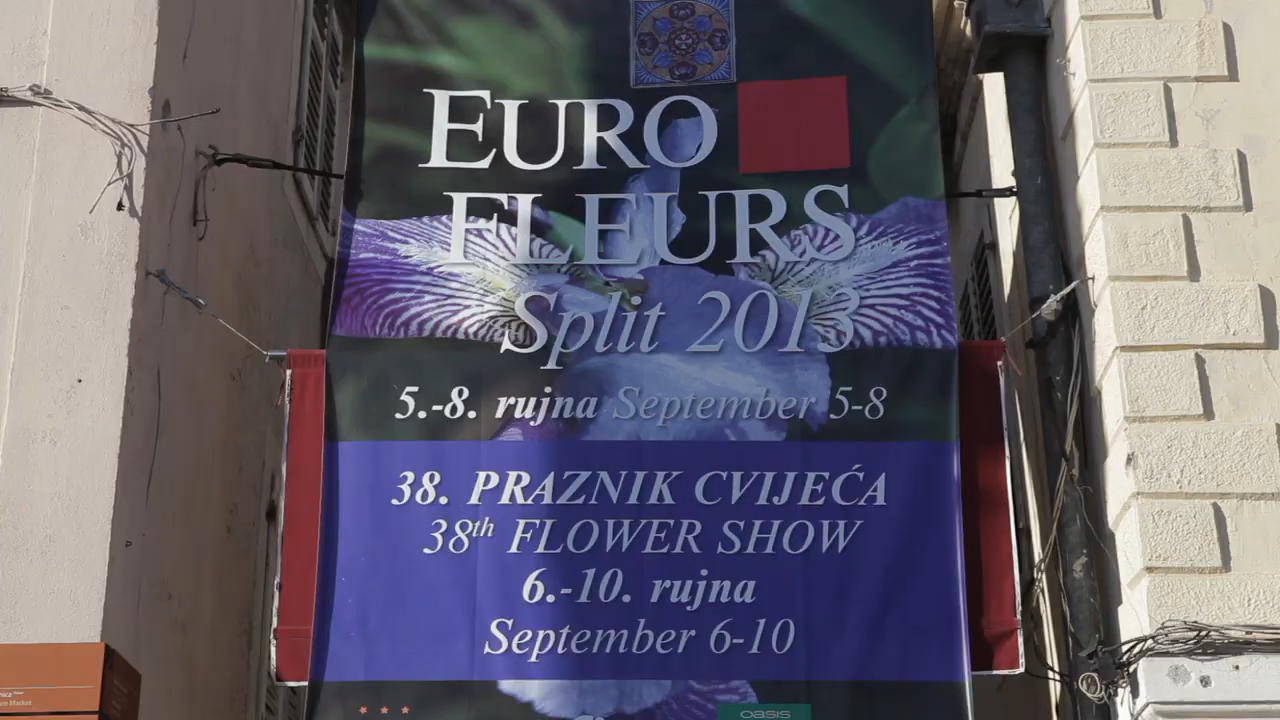 EURO
FLEURS
Split 2013
5.-8. rujna September 5-8
38. PRAZNIK CVIJEĆA
38th FLOWER SHOW
6.-10. rujna
September 6-10
OASIS